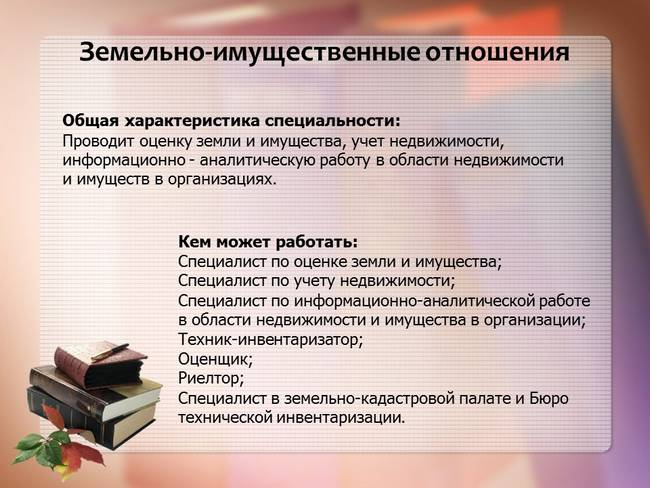 Земельно-имущественные отношения
Общая характеристика специальности:
Проводит оценку земли и имущества, учет недвижимости,
информационно - аналитическую работу в области недвижимости
и имуществ в организациях.
Кем может работать:
Специалист по оценке земли и имущества;
Специалист по учету недвижимости;
Специалист по информационно-аналитической работе
в области недвижимости и имущества в организации;
Техник-инвентаризатор;
Оценщик;
Риелтор;
Специалист в земельно-кадастровой палате и Бюро
технической инвентаризации.